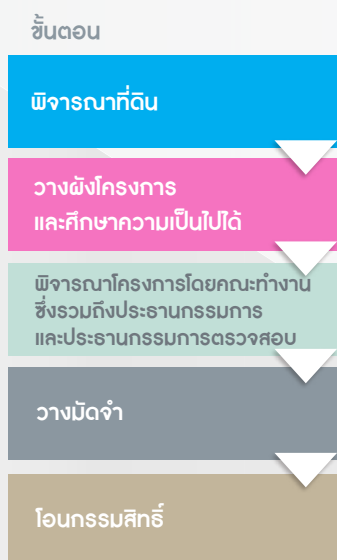 ขั้นตอน
พิจารณาที่ดิน
วางผังโครงการ
และศึกษาความเป็นไปได้
พิจารณาโครงการโดยคณะทำงาน
ซึ่งรวมถึงประธานกรรมการ
และประธานกรรมการตรวจสอบ
วางมัดจำ
โอนกรรมสิทธิ์